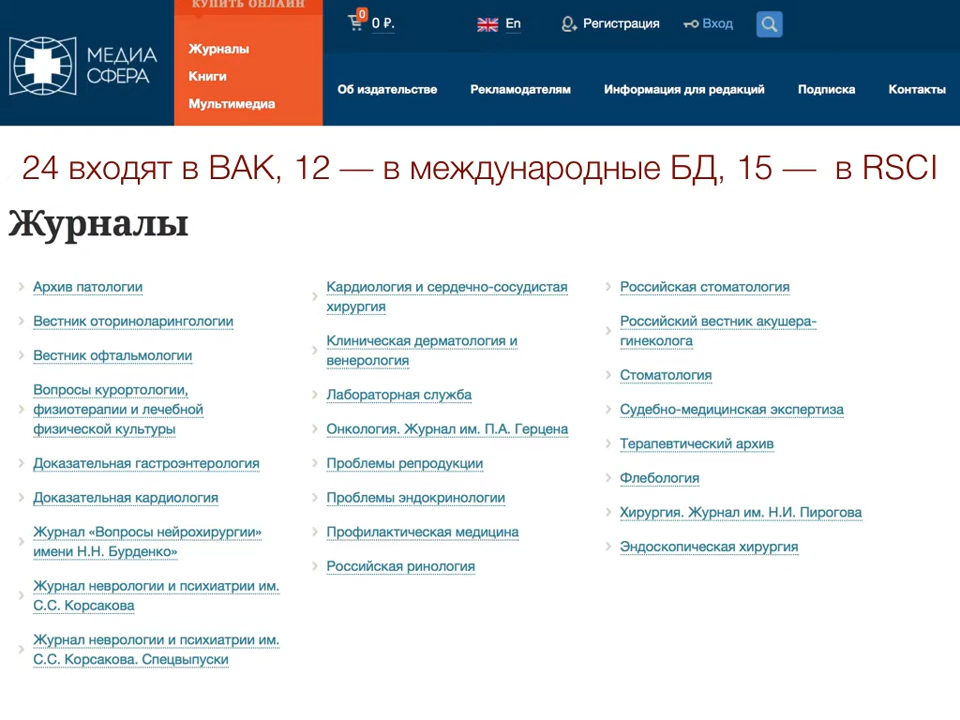 КУПИТЬ ОНЛАЙН
Журналы
Книги
Мультимедиа
МЕДИА
СФЕРА
0
0 ₽.
En
Регистрация
Вход
Об издательстве
Рекламодателям
Информация для редакций
Подписка
Контакты
24 входят в ВАК, 12 — в международные БД, 15 — в RSCI
Журналы
Архив патологии
Вестник оториноларингологии
Вестник офтальмологии
Вопросы курортологии,
физиотерапии и лечебной
физической культуры
Доказательная гастроэнтерология
Доказательная кардиология
Журнал «Вопросы нейрохирургии»
имени Н.Н. Бурденко»
Журнал неврологии и психиатрии им.
С.С. Корсакова
Журнал неврологии и психиатрии им.
С.С. Корсакова. Спецвыпуски
Кардиология и сердечно-сосудистая
хирургия
Клиническая дерматология и
венерология
Лабораторная служба
Онкология. Журнал им. П.А. Герцена
Проблемы репродукции
Проблемы эндокринологии
Профилактическая медицина
Российская ринология
Российская стоматология
Российский вестник акушера-
гинеколога
Стоматология
Судебно-медицинская экспертиза
Терапевтический архив
Флебология
Хирургия. Журнал им. Н.И. Пирогова
Эндоскопическая хирургия